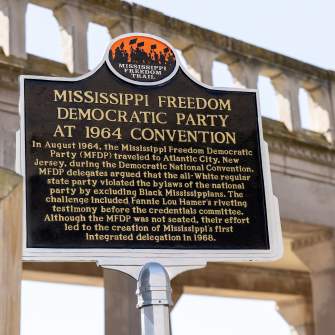 MISSISSIPPI
FREEDOM TRAIL
MISSISSIPPI FREEDOM
DEMOCRATIC PARTY
AT 1964 CONVENTION
In August 1964, the Mississippi Freedom Democratic
Party (MFDP) traveled to Atlantic City, New
Jersey, during the Democratic National Convention.
MFDP delegates argued that the all-White regular
state party violated the bylaws of the national
party by excluding Black Mississippians. The
challenge included Fannie Lou Hamer's riveting
testimony before the credentials committee.
Although the MFDP was not seated, their effort
led to the creation of Mississippi's first
integrated delegation in 1968.